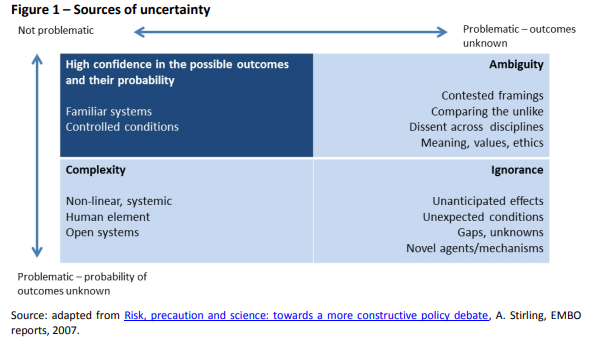 Figure 1 – Sources of uncertainty
Not problematic
Problematic – outcomes
unknown
High confidence in the possible outcomes
and their probability
Familiar systems
Controlled conditions
Ambiguity
Contested framings
Comparing the unlike
Dissent across disciplines
Meaning, values, ethics
Complexity
Non-linear, systemic
Human element
Open systems
Ignorance
Unanticipated effects
Unexpected conditions
Gaps, unknowns
Novel agents/mechanisms
Problematic – probability of
outcomes unknown
Source: adapted from Risk, precaution and science: towards a more constructive policy debate, A. Stirling, EMBO
reports, 2007.